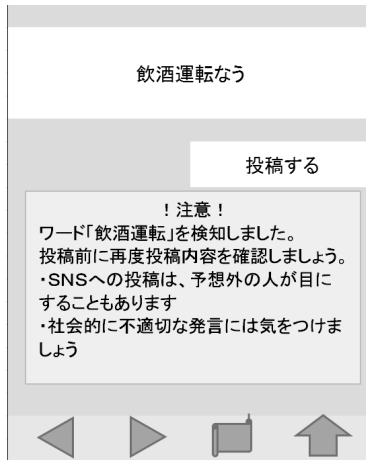 飲酒運転なう
投稿する
！注意！
ワード「飲酒運転」を検知しました。
投稿前に再度投稿内容を確認しましょう。
・SNSへの投稿は、予想外の人が目に
することもあります
・社会的に不適切な発言には気をつけま
しょう